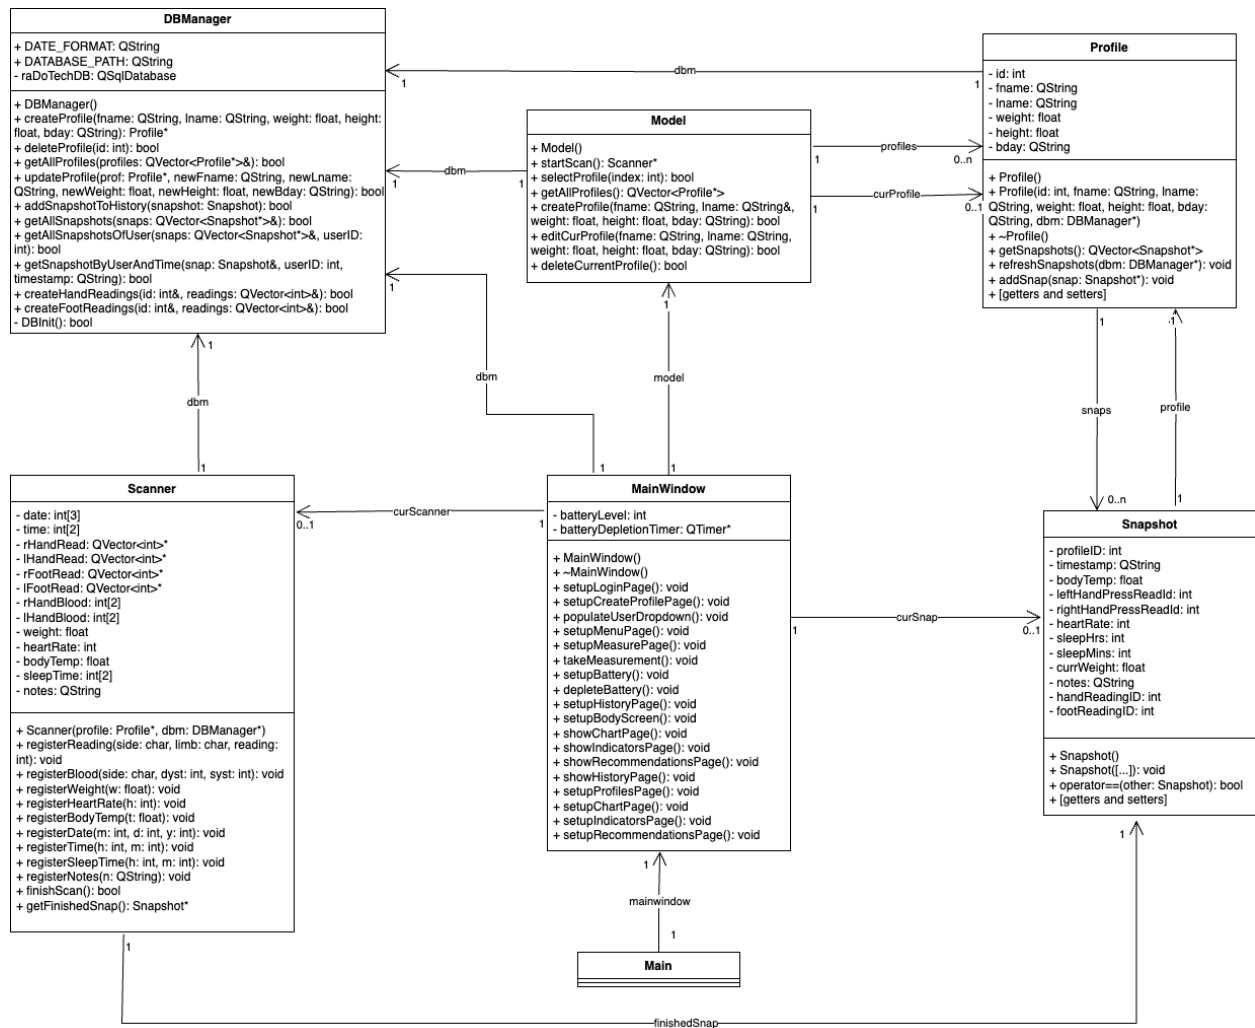 DBManager
+ DATE_FORMAT: QString
+ DATABASE_PATH: QString
- raDoTechDB: QSqlDatabase
+ DBManager()
+ createProfile(fname: QString, lname: QString, weight: float, height:
float, bday: QString): Profile*
+ deleteProfile(id: int): bool
+ getAllProfiles(profiles: QVector<Profile*>&): bool
+ updateProfile(prof: Profile*, newFname: QString, newLname:
QString, newWeight: float, newHeight: float, newBday: QString): bool
+ addSnapshotToHistory(snapshot: Snapshot): bool
+ getAllSnapshots(snaps: QVector<Snapshot*>&): bool
+ getAllSnapshotsOfUser(snaps: QVector<Snapshot*>&, userID:
int): bool
+ getSnapshotByUserAndTime(snap: Snapshot&, userID: int,
timestamp: QString): bool
+ createHandReadings(id: int&, readings: QVector<int>&): bool
+ createFootReadings(id: int&, readings: QVector<int>&): bool
- DBInit(): bool
1
dbm
1
Profile
- id: int
- fname: QString
- lname: QString
- weight: float
- height: float
- bday: QString
+ Profile()
+ Profile(id: int, fname: QString, lname:
QString, weight: float, height: float, bday:
QString, dbm: DBManager*)
+ ~Profile()
+ getSnapshots(): QVector<Snapshot*>
+ refreshSnapshots(dbm: DBManager*): void
+ addSnap(snap: Snapshot*): void
+ [getters and setters]
Model
+ Model()
+ startScan(): Scanner*
+ selectProfile(index: int): bool
+ getAllProfiles(): QVector<Profile*>
+ createProfile(fname: QString, lname: QString&,
weight: float, height: float, bday: QString): bool
+ editCurProfile(fname: QString, lname: QString,
weight: float, height: float, bday: QString): bool
+ deleteCurrentProfile(): bool
1
dbm
1
1
profiles
0..n
1
curProfile
0..1
1
dbm
1
1
model
1
1
dbm
1
1
snaps
0..n
1
profile
1
Scanner
- date: int[3]
- time: int[2]
- rHandRead: QVector<int>*
- lHandRead: QVector<int>*
- rFootRead: QVector<int>*
- lFootRead: QVector<int>*
- rHandBlood: int[2]
- lHandBlood: int[2]
- weight: float
- heartRate: int
- bodyTemp: float
- sleepTime: int[2]
- notes: QString
+ Scanner(profile: Profile*, dbm: DBManager*)
+ registerReading(side: char, limb: char, reading:
int): void
+ registerBlood(side: char, dyst: int, syst: int): void
+ registerWeight(w: float): void
+ registerHeartRate(h: int): void
+ registerBodyTemp(t: float): void
+ registerDate(m: int, d: int, y: int): void
+ registerTime(h: int, m: int): void
+ registerSleepTime(h: int, m: int): void
+ registerNotes(n: QString): void
+ finishScan(): bool
+ getFinishedSnap(): Snapshot*
0..1
curScanner
1
MainWindow
- batteryLevel: int
- batteryDepletionTimer: QTimer*
+ MainWindow()
+ ~MainWindow()
+ setupLoginPage(): void
+ setupCreateProfilePage(): void
+ populateUserDropdown(): void
+ setupMenuPage(): void
+ setupMeasurePage(): void
+ takeMeasurement(): void
+ setupBattery(): void
+ depleteBattery(): void
+ setupHistoryPage(): void
+ setupBodyScreen(): void
+ showChartPage(): void
+ showIndicatorsPage(): void
+ showRecommendationsPage(): void
+ showHistoryPage(): void
+ setupProfilesPage(): void
+ setupChartPage(): void
+ setupIndicatorsPage(): void
+ setupRecommendationsPage(): void
1
curSnap
0..1
Snapshot
- profileID: int
- timestamp: QString
- bodyTemp: float
- leftHandPressReadId: int
- rightHandPressReadId: int
- heartRate: int
- sleepHrs: int
- sleepMins: int
- currWeight: float
- notes: QString
- handReadingID: int
- footReadingID: int
+ Snapshot()
+ Snapshot([...]): void
+ operator==(other: Snapshot): bool
+ [getters and setters]
1
mainwindow
1
Main
1
finishedSnap
1